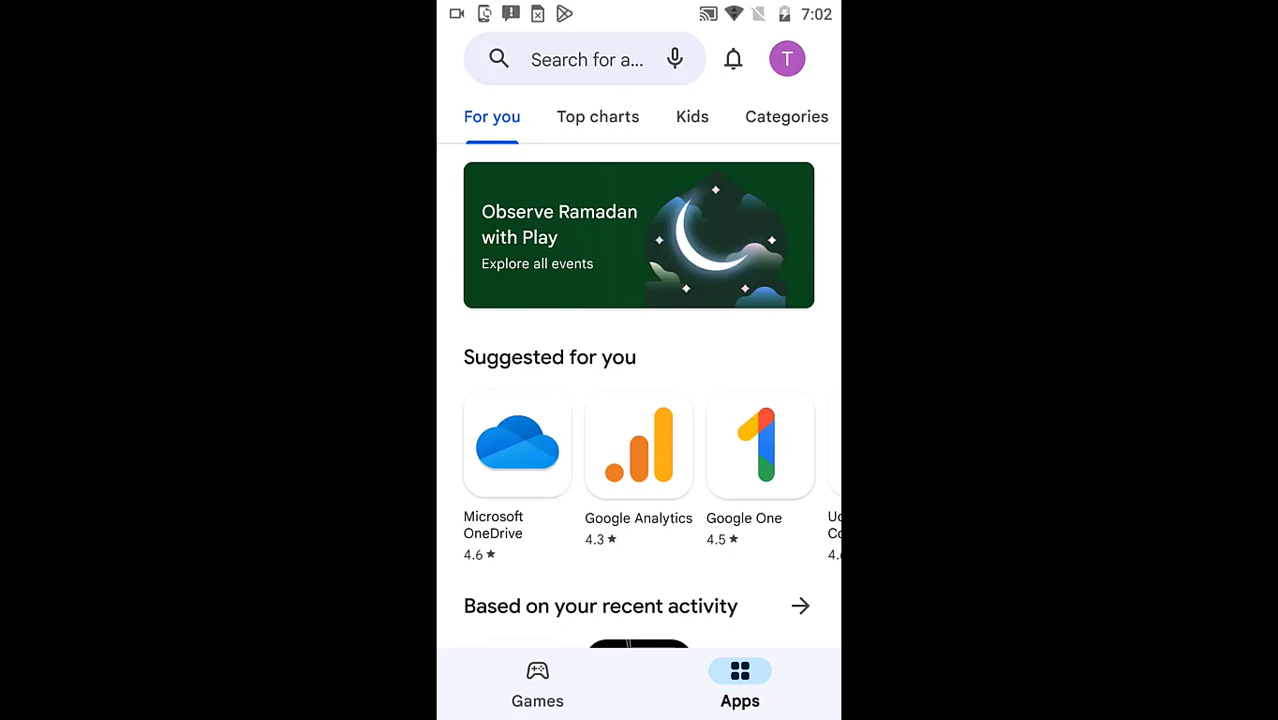 7:02
Search for a...
T
For you
Top charts
Kids
Categories
Observe Ramadan
with Play
Explore all events
Suggested for you
Microsoft
OneDrive
4.6 ★
Google Analytics
4.3 ★
Google One
4.5 ★
Based on your recent activity
Games
Apps